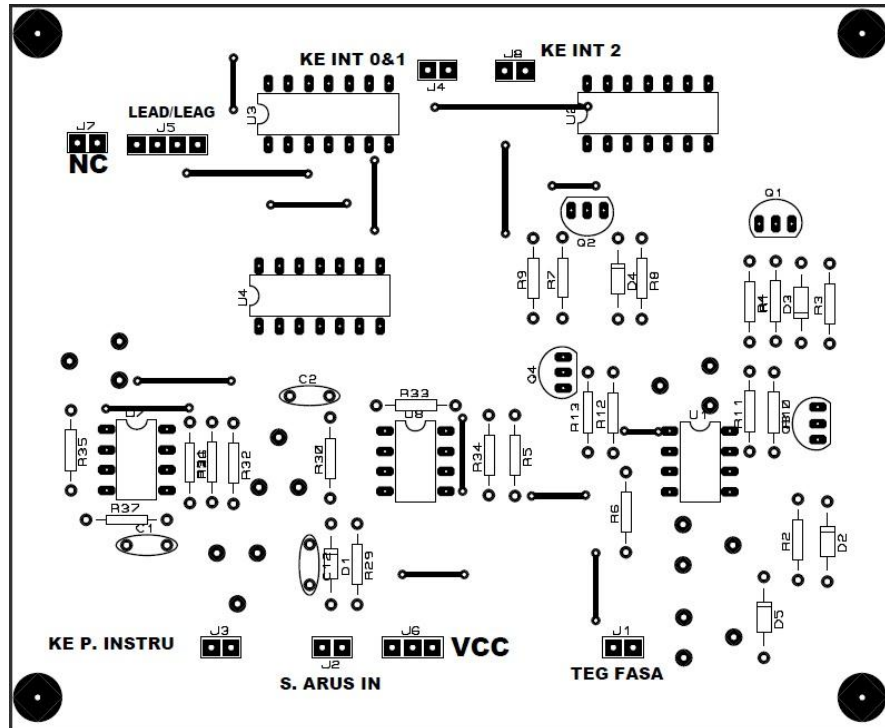 KE INT 0&1
J8
KE INT 2
J4
U3
U2
LEAD/LEAG
J7
J5
NC
Q1
Q2
R9
R7
D4
R8
R4
D3
R3
U4
Q4
C2
R33
U8
R13
R12
R11
R35
R32
R30
R34
R5
R6
R37
C1
C12
D1
R29
R2
D2
D5
J3
KE P. INSTRU
J2
J6
VCC
J1
S. ARUS IN
TEG FASA